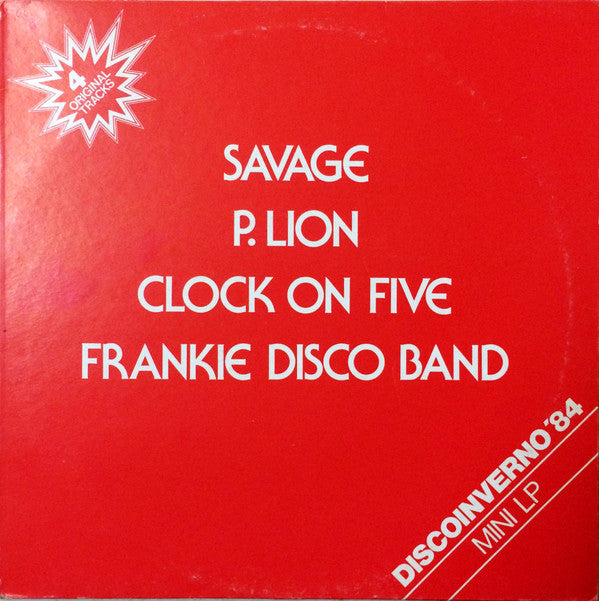 4
ORIGINAL
TRACKS
SAVAGE
P. LION
CLOCK ON FIVE
FRANKIE DISCO BAND
DISCOINVERNO '84
MINI LP